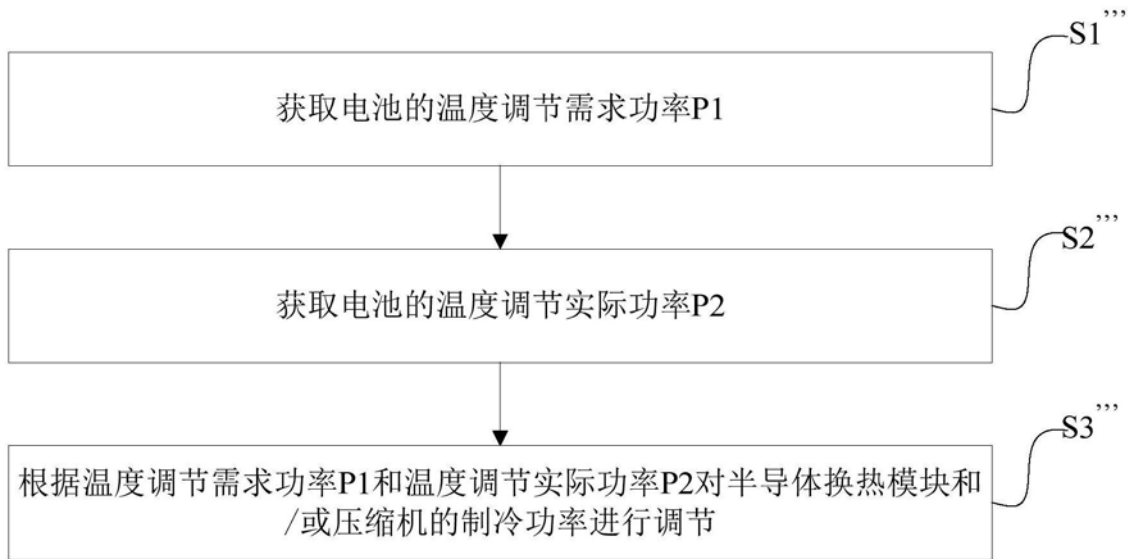 S1'''
获取电池的温度调节需求功率P1
S2'''
获取电池的温度调节实际功率P2
S3'''
根据温度调节需求功率P1和温度调节实际功率P2对半导体换热模块和
/或压缩机的制冷功率进行调节